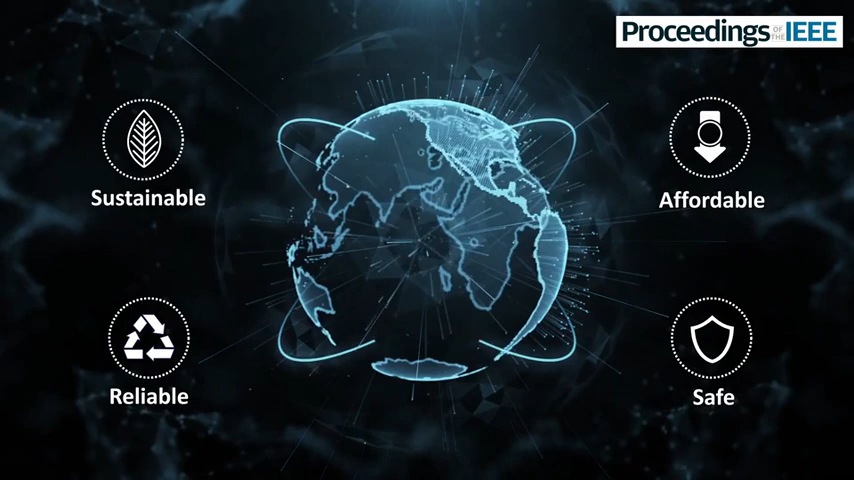 Proceedings OF THE IEEE
Sustainable
Affordable
Reliable
Safe